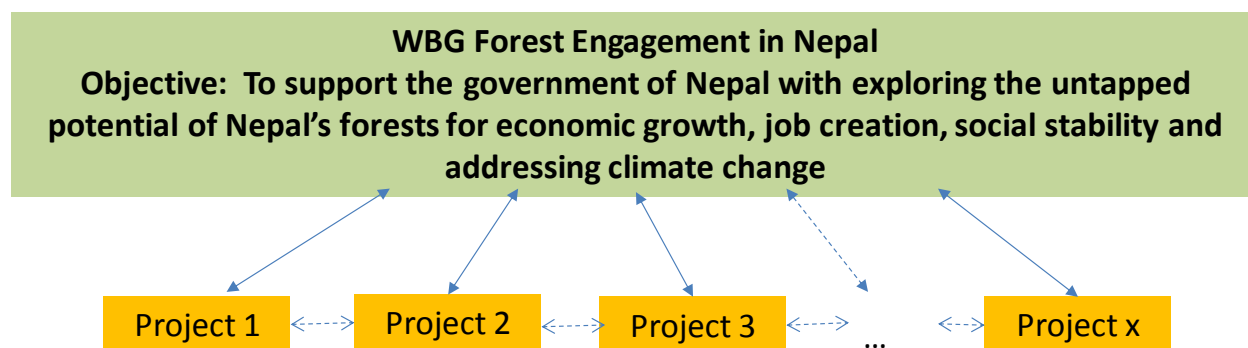 WBG Forest Engagement in Nepal
Objective:  To support the government of Nepal with exploring the untapped
potential of Nepal’s forests for economic growth, job creation, social stability and
addressing climate change
Project 1
Project 2
Project 3
...
Project x